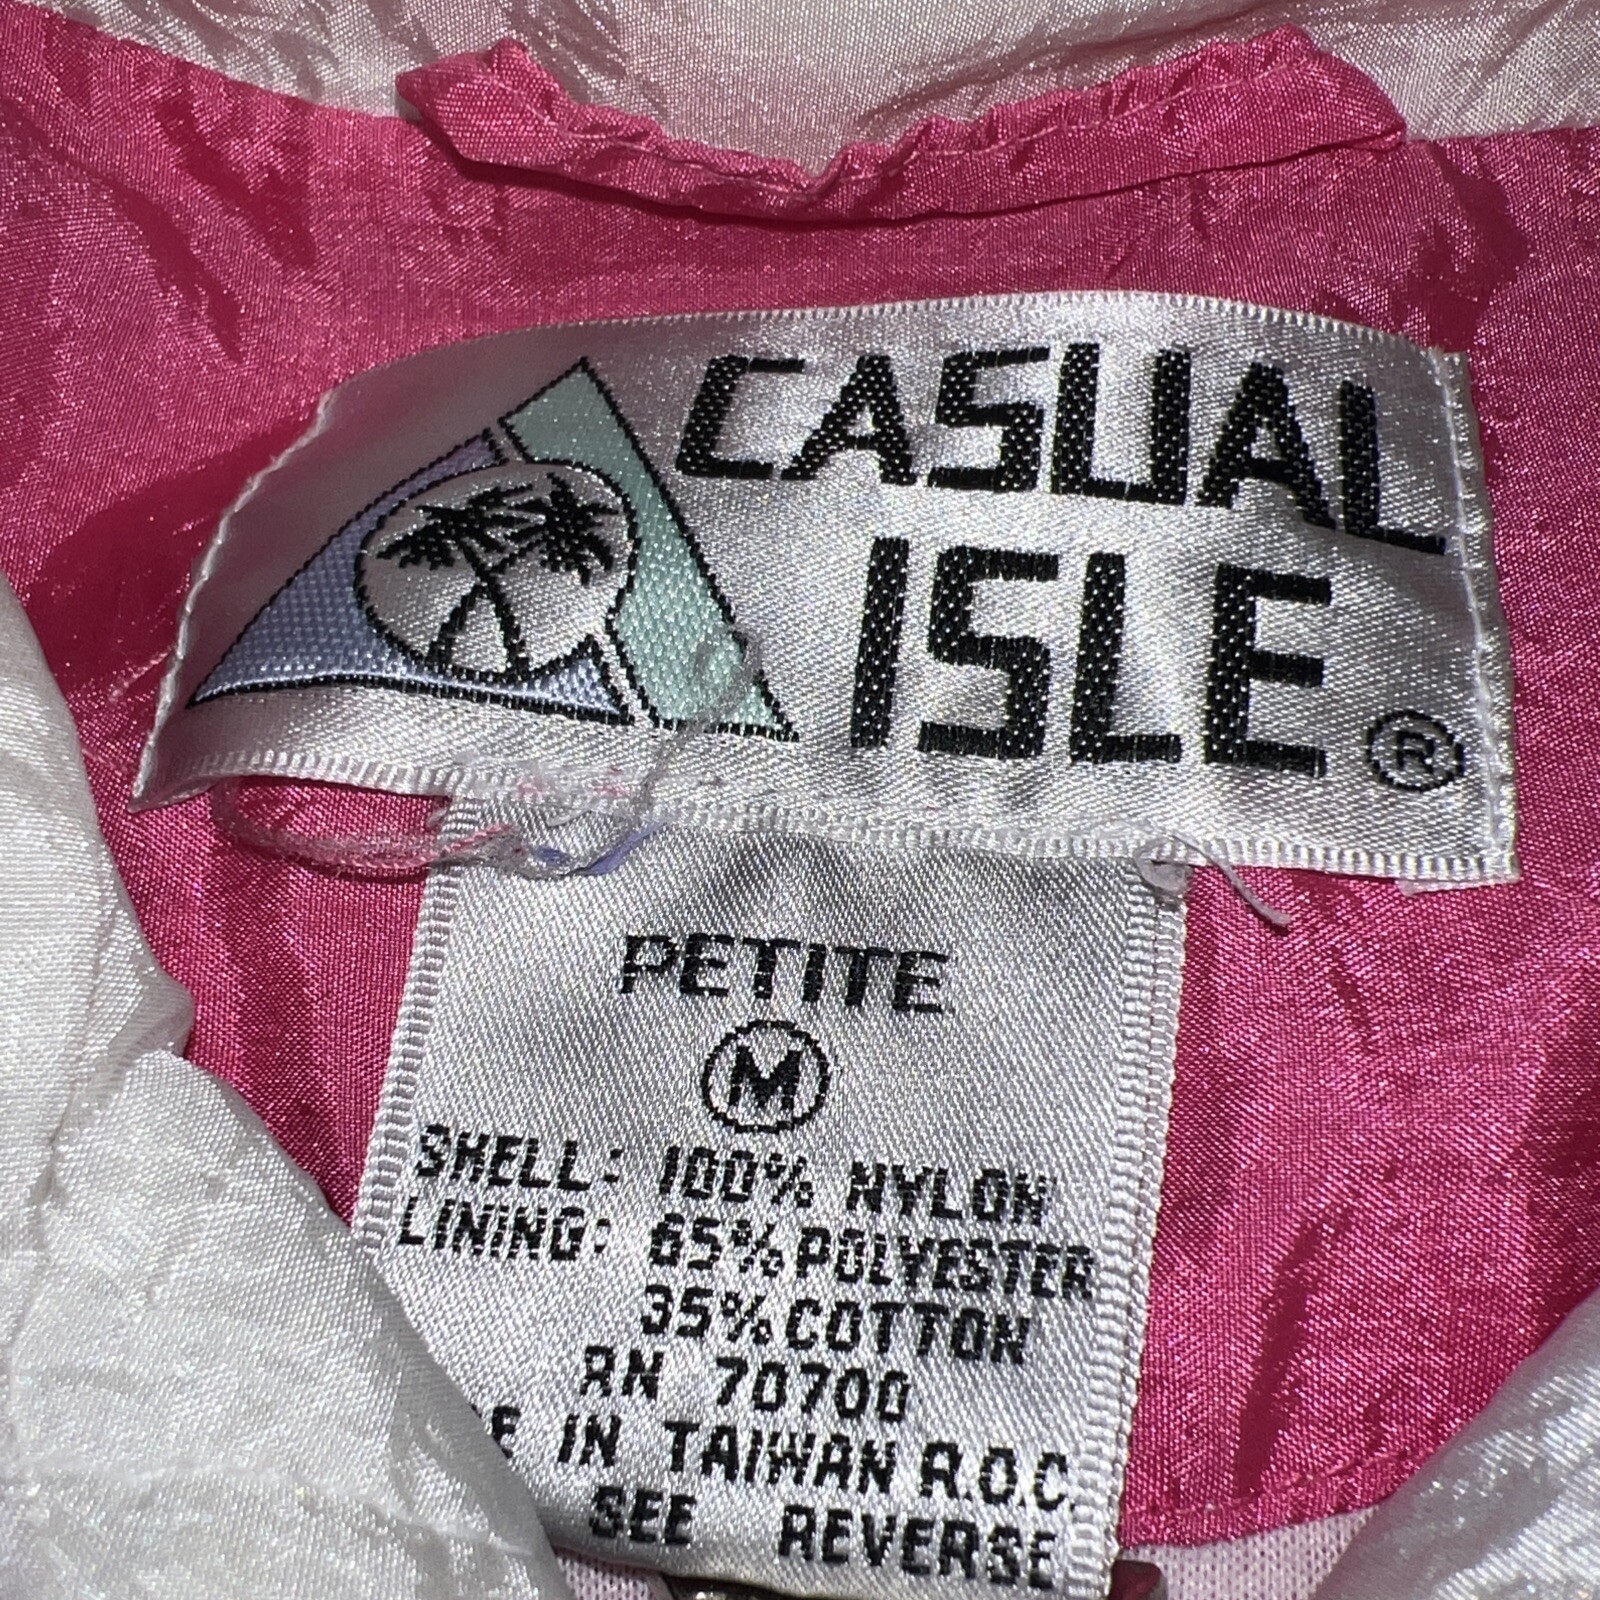 CASUAL
ISLE ®
PETITE
M
SHELL: 100% NYLON
LINING: 65% POLYESTER
35% COTTON
RN 70700
IN TAIWAN R.O.C.
SEE REVERSE